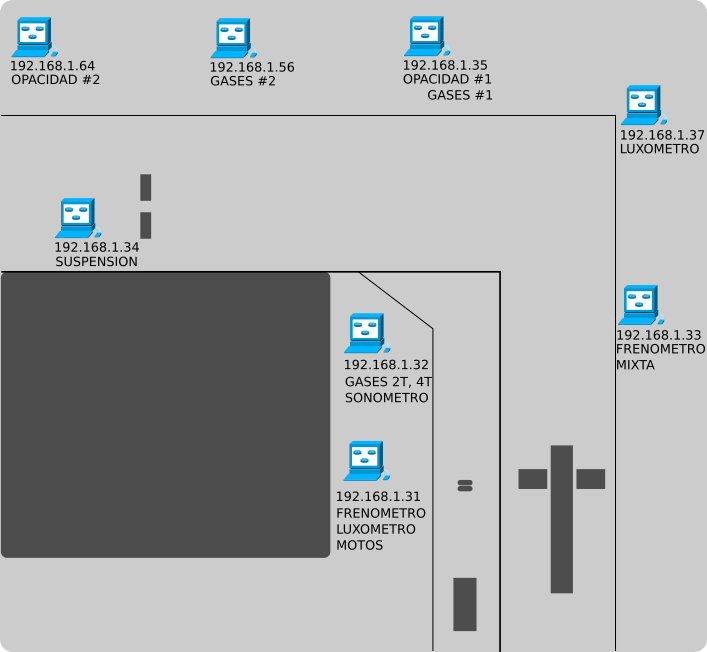 192.168.1.64
OPACIDAD #2
192.168.1.56
GASES #2
192.168.1.35
OPACIDAD #1
GASES #1
192.168.1.37
LUXOMETRO
192.168.1.34
SUSPENSION
192.168.1.33
FRENOMETRO
MIXTA
192.168.1.32
GASES 2T, 4T
SONOMETRO
192.168.1.31
FRENOMETRO
LUXOMETRO
MOTOS